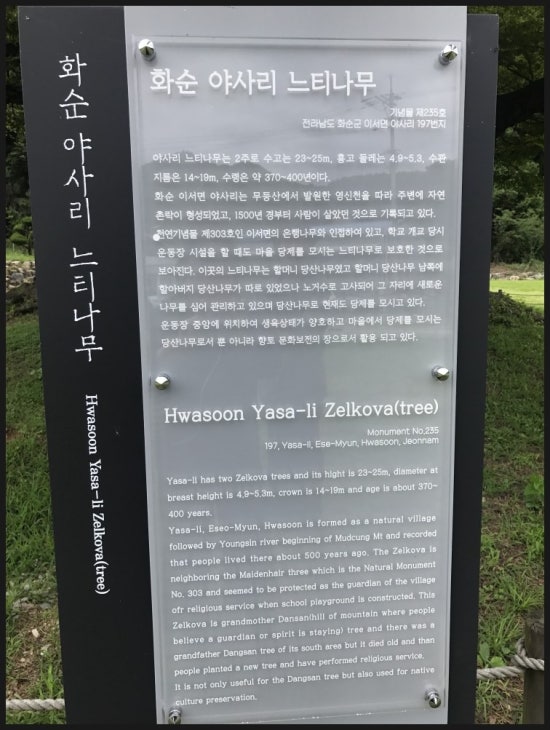 화순 야사리 느티나무
Hwasoon Yasa-li Zelkova(tree)
화순 야사리 느티나무
기념물 제235호
전라남도 화순군 이서면 야사리 197번지
야사리 느티나무는 2주로 수고는 23~25m, 흉고 둘레는 4.9~5.3, 수관
지름은 14~19m, 수령은 약 370~400년이다.
화순 이서면 야사리는 무등산에서 발원한 영신천을 따라 주변에 자연
촌락이 형성되었고, 1500년 경부터 사람이 살았던 것으로 기록되고 있다.
천연기념물 제303호인 이서면의 은행나무와 인접하여 있고, 학교 개교 당시
운동장 시설을 할 때도 마을 당제를 모시는 느티나무로 보호한 것으로
보아진다. 이곳의 느티나무는 할머니 당산나무였고 할머니 당산나무 남쪽에
할아버지 당산나무가 따로 있었으나 노거수로 고사되어 그 자리에 새로운
나무를 심어 관리하고 있으며 당산나무로 현재도 당제를 모시고 있다.
운동장 중앙에 위치하여 생육상태가 양호하고 마을에서 당제를 모시는
당산나무로서 뿐 아니라 향토 문화보전의 장으로서 활용 되고 있다.
Hwasoon Yasa-li Zelkova(tree)
Monument No.235
197, Yasa-li, Ese-Myun, Hwasoon, Jeonnam
Yasa-li has two Zelkova trees and its hight is 23~25m, diameter at
breast height is 4.9~5.3m, crown is 14~19m and age is about 370~
400 years.
Yasa-li, Eseo-Myun, Hwasoon is formed as a natural village
followed by Youngsin river beginning of Mudcung Mt and recorded
that people lived there about 500 years ago. The Zelkova is
neighboring the Maidenhair three which is the Natural Monument
No. 303 and seemed to be protected as the guardian of the village
ofr religious service when school playground is constructed. This
Zelkova is grandmother Dansan(hill of mountain where people
believe a guardian or spirit is staying) tree and there was a
grandfather Dangsan tree of its south area but it died old and than
people planted a new tree and have performed religious service.
It is not only useful for the Dangsan tree but also used for native
culture preservation.